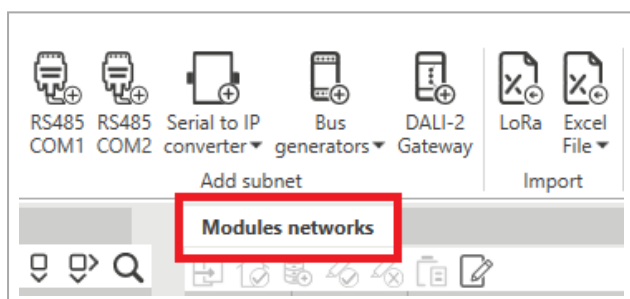 RS485 COM1
RS485 COM2
Serial to IP converter
Bus generators
DALI-2 Gateway
LoRa
Excel File
Add subnet
Import
Modules networks